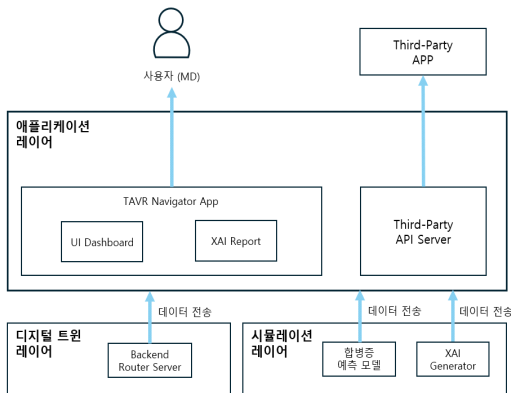 사용자 (MD)
Third-Party
APP
애플리케이션
레이어
TAVR Navigator App
UI Dashboard
XAI Report
Third-Party
API Server
데이터 전송
데이터 전송
데이터 전송
디지털 트윈
레이어
Backend
Router Server
시뮬레이션
레이어
합병증
예측 모델
XAI
Generator